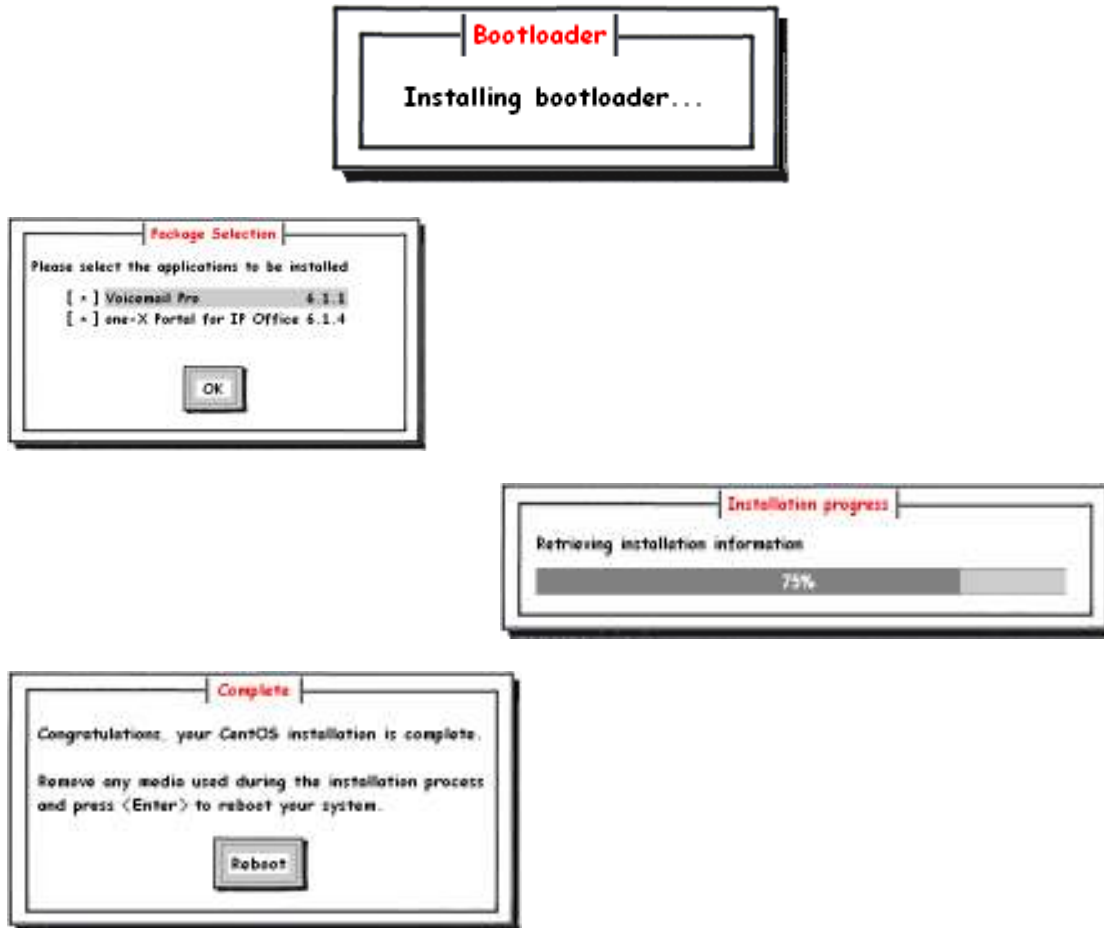 Bootloader
Installing bootloader...
Package Selection
Please select the applications to be installed
[ * ] Voicemail Pro 6.1.1
[ * ] one-X Portal for IP Office 6.1.4
OK
Installation progress
Retrieving installation information
75%
Complete
Congratulations, your CentOS installation is complete.
Remove any media used during the installation process
and press <Enter> to reboot your system.
Reboot